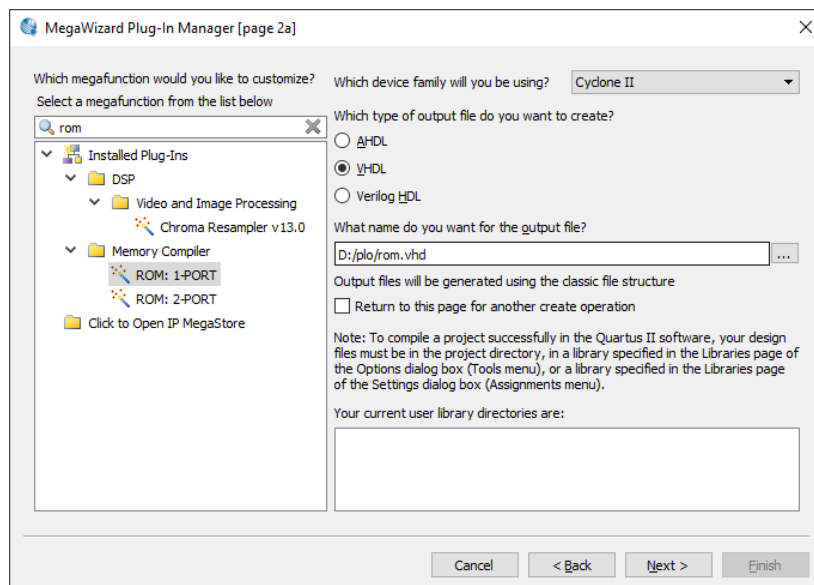 MegaWizard Plug-In Manager [page 2a]
Which megafunction would you like to customize?
Select a megafunction from the list below
rom
Installed Plug-Ins
DSP
Video and Image Processing
Chroma Resampler v13.0
Memory Compiler
ROM: 1-PORT
ROM: 2-PORT
Click to Open IP MegaStore
Which device family will you be using?
Cyclone II
Which type of output file do you want to create?
AHDL
VHDL
Verilog HDL
What name do you want for the output file?
D:/plo/rom.vhd
...
Output files will be generated using the classic file structure
Return to this page for another create operation
Note: To compile a project successfully in the Quartus II software, your design
files must be in the project directory, in a library specified in the Libraries page of
the Options dialog box (Tools menu), or a library specified in the Libraries page
of the Settings dialog box (Assignments menu).
Your current user library directories are:
Cancel
< Back
Next >
Finish